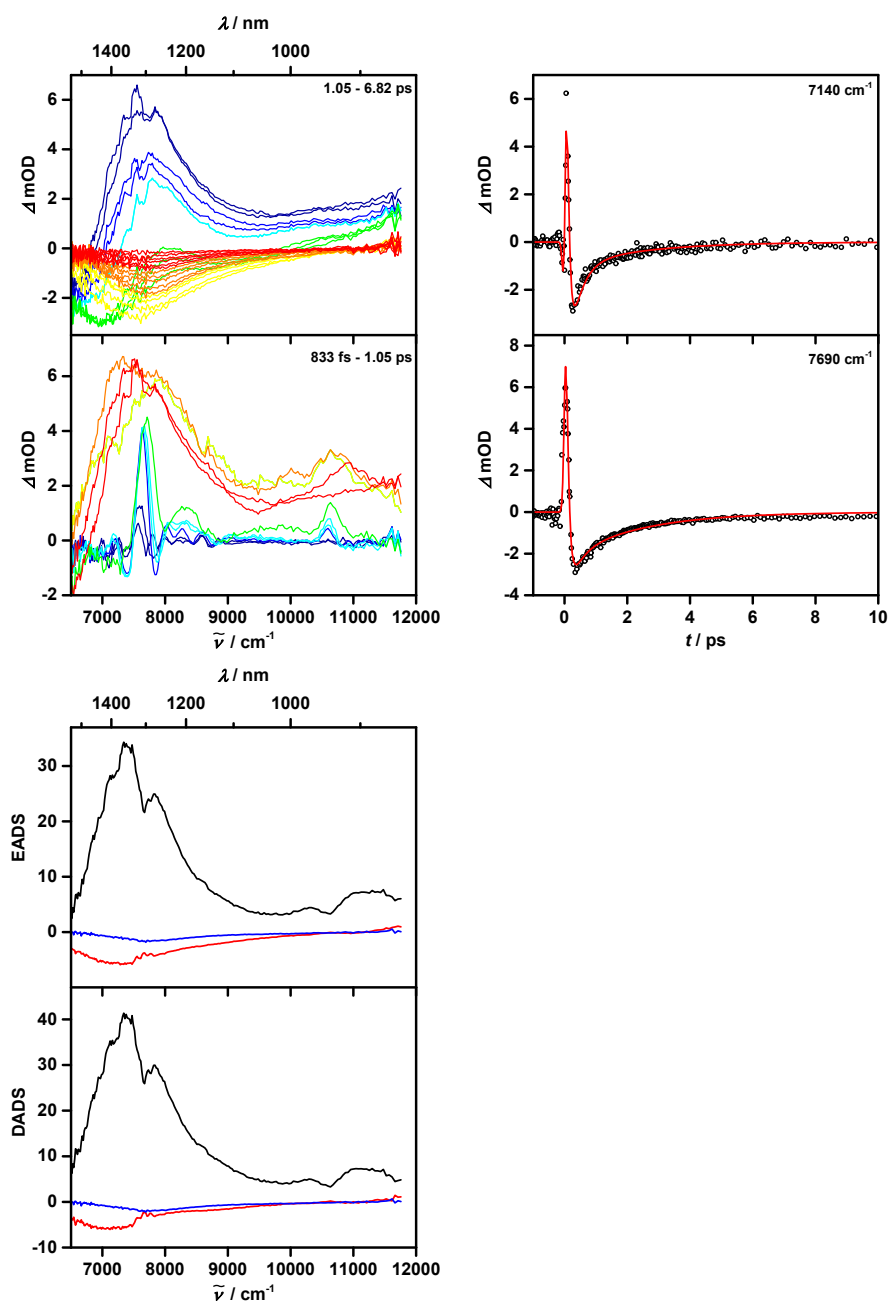 λ / nm
1400 1200 1000
1.05 - 6.82 ps
Δ mOD
6
4
2
0
-2
833 fs - 1.05 ps
Δ mOD
6
4
2
0
-2
7000 8000 9000 10000 11000 12000
ν̃ / cm⁻¹
7140 cm⁻¹
Δ mOD
6
4
2
0
-2
7690 cm⁻¹
Δ mOD
8
6
4
2
0
-2
-4
0 2 4 6 8 10
t / ps
λ / nm
1400 1200 1000
EADS
30
20
10
0
DADS
40
30
20
10
0
-10
7000 8000 9000 10000 11000 12000
ν̃ / cm⁻¹